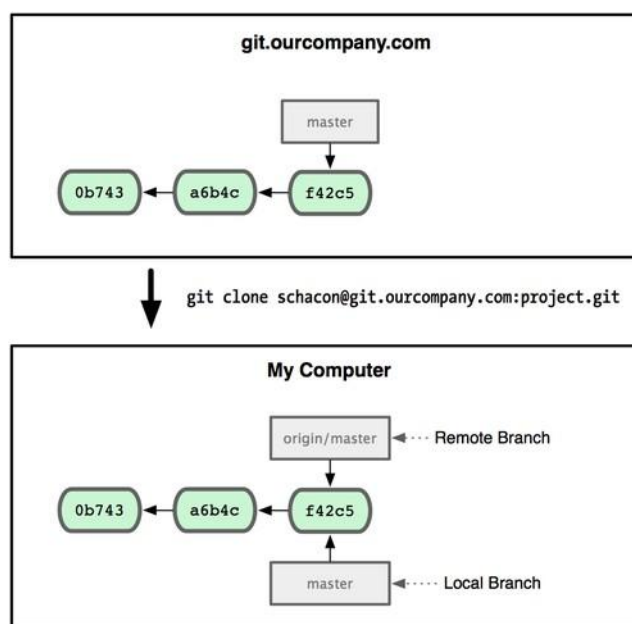 git.ourcompany.com
master
0b743 a6b4c f42c5
git clone schacon@git.ourcompany.com:project.git
My Computer
origin/master Remote Branch
0b743 a6b4c f42c5
master Local Branch